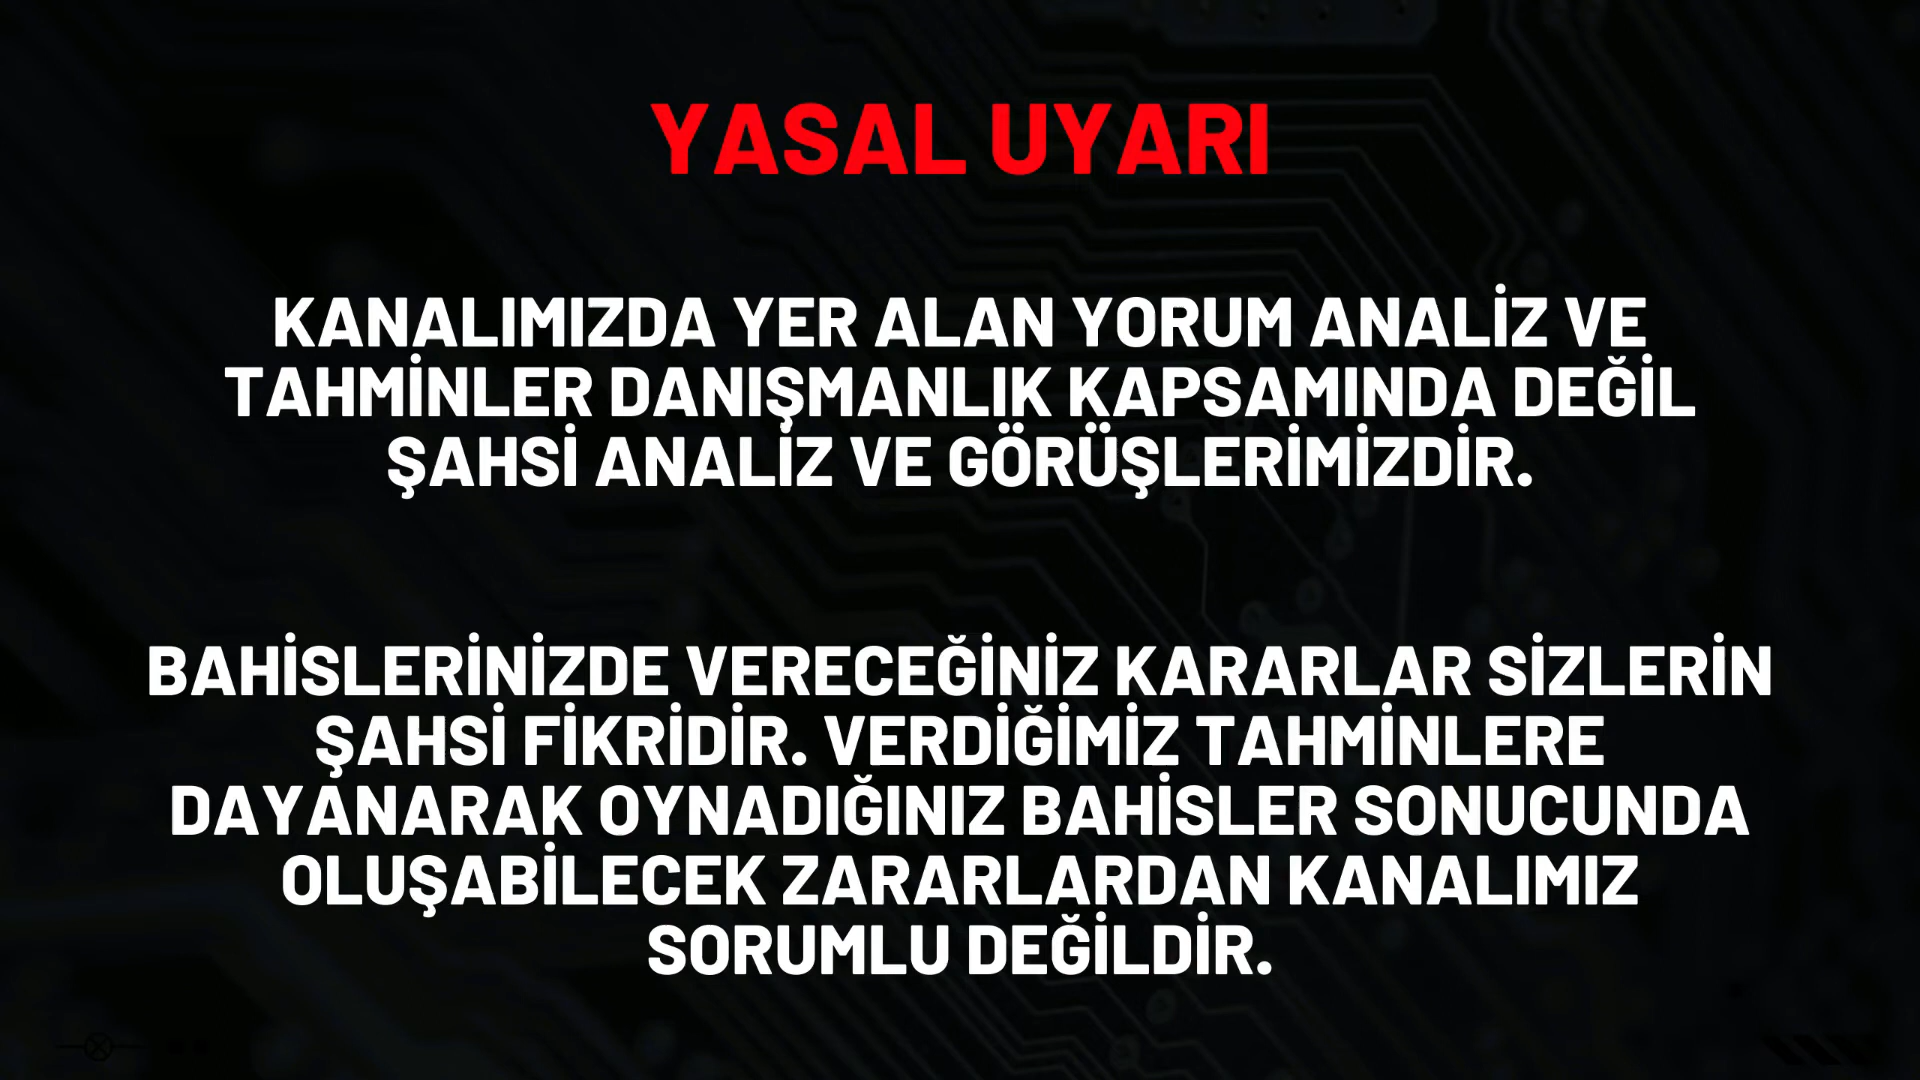 YASAL UYARI
KANALIMIZDA YER ALAN YORUM ANALİZ VE
TAHMİNLER DANIŞMANLIK KAPSAMINDA DEĞİL
ŞAHSİ ANALİZ VE GÖRÜŞLERİMİZDİR.
BAHİSLERİNİZDE VERECEĞİNİZ KARARLAR SİZLERİN
ŞAHSİ FİKRİDİR. VERDİĞİMİZ TAHMİNLERE
DAYANARAK OYNADIĞINIZ BAHİSLER SONUCUNDA
OLUŞABİLECEK ZARARLARDAN KANALIMIZ
SORUMLU DEĞİLDİR.